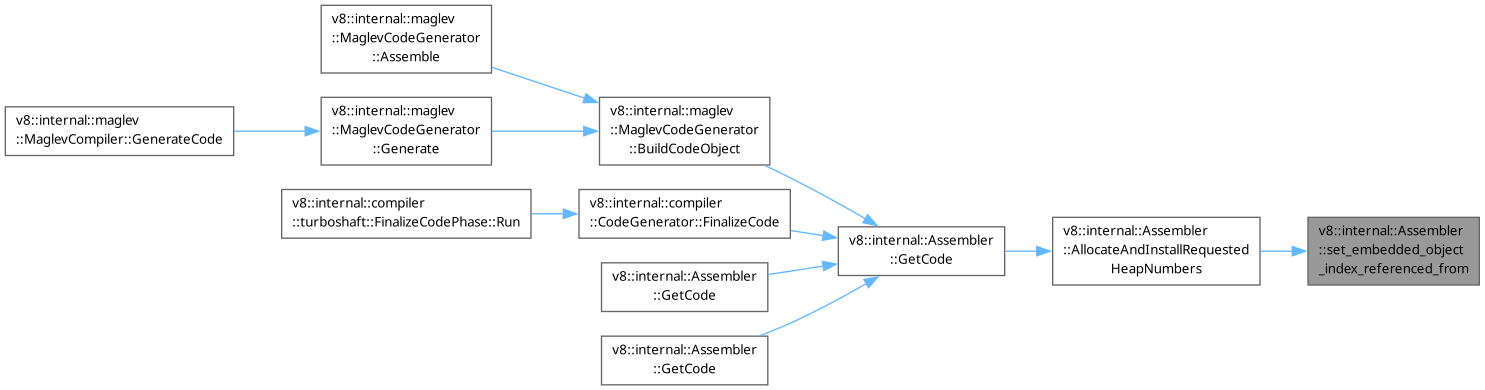 v8::internal::maglev
::MaglevCodeGenerator
::Assemble
v8::internal::maglev
::MaglevCompiler::GenerateCode
v8::internal::maglev
::MaglevCodeGenerator
::Generate
v8::internal::maglev
::MaglevCodeGenerator
::BuildCodeObject
v8::internal::compiler
::turboshaft::FinalizeCodePhase::Run
v8::internal::compiler
::CodeGenerator::FinalizeCode
v8::internal::Assembler
::GetCode
v8::internal::Assembler
::GetCode
v8::internal::Assembler
::GetCode
v8::internal::Assembler
::AllocateAndInstallRequested
HeapNumbers
v8::internal::Assembler
::set_embedded_object
_index_referenced_from